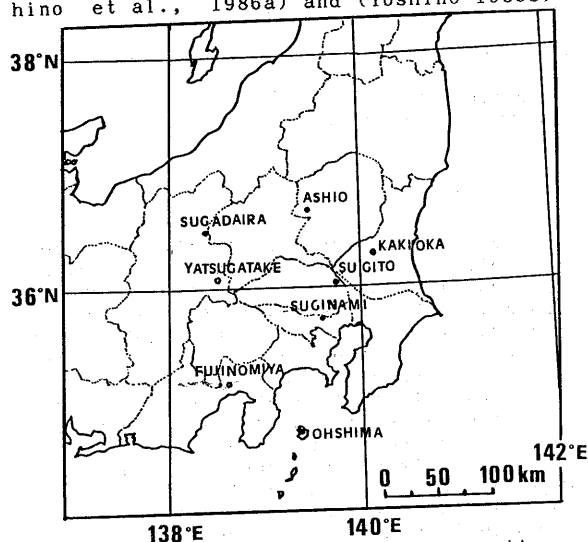 hino et al., 1986a) and (Yoshino
38°N
ASHIO
SUGADAIRA
KAKIOKA
YATSUGATAKE
SUGITO
36°N
SUGINAMI
FUJINOMIYA
OHSHIMA
142°E
0 50 100 km
138°E
140°E